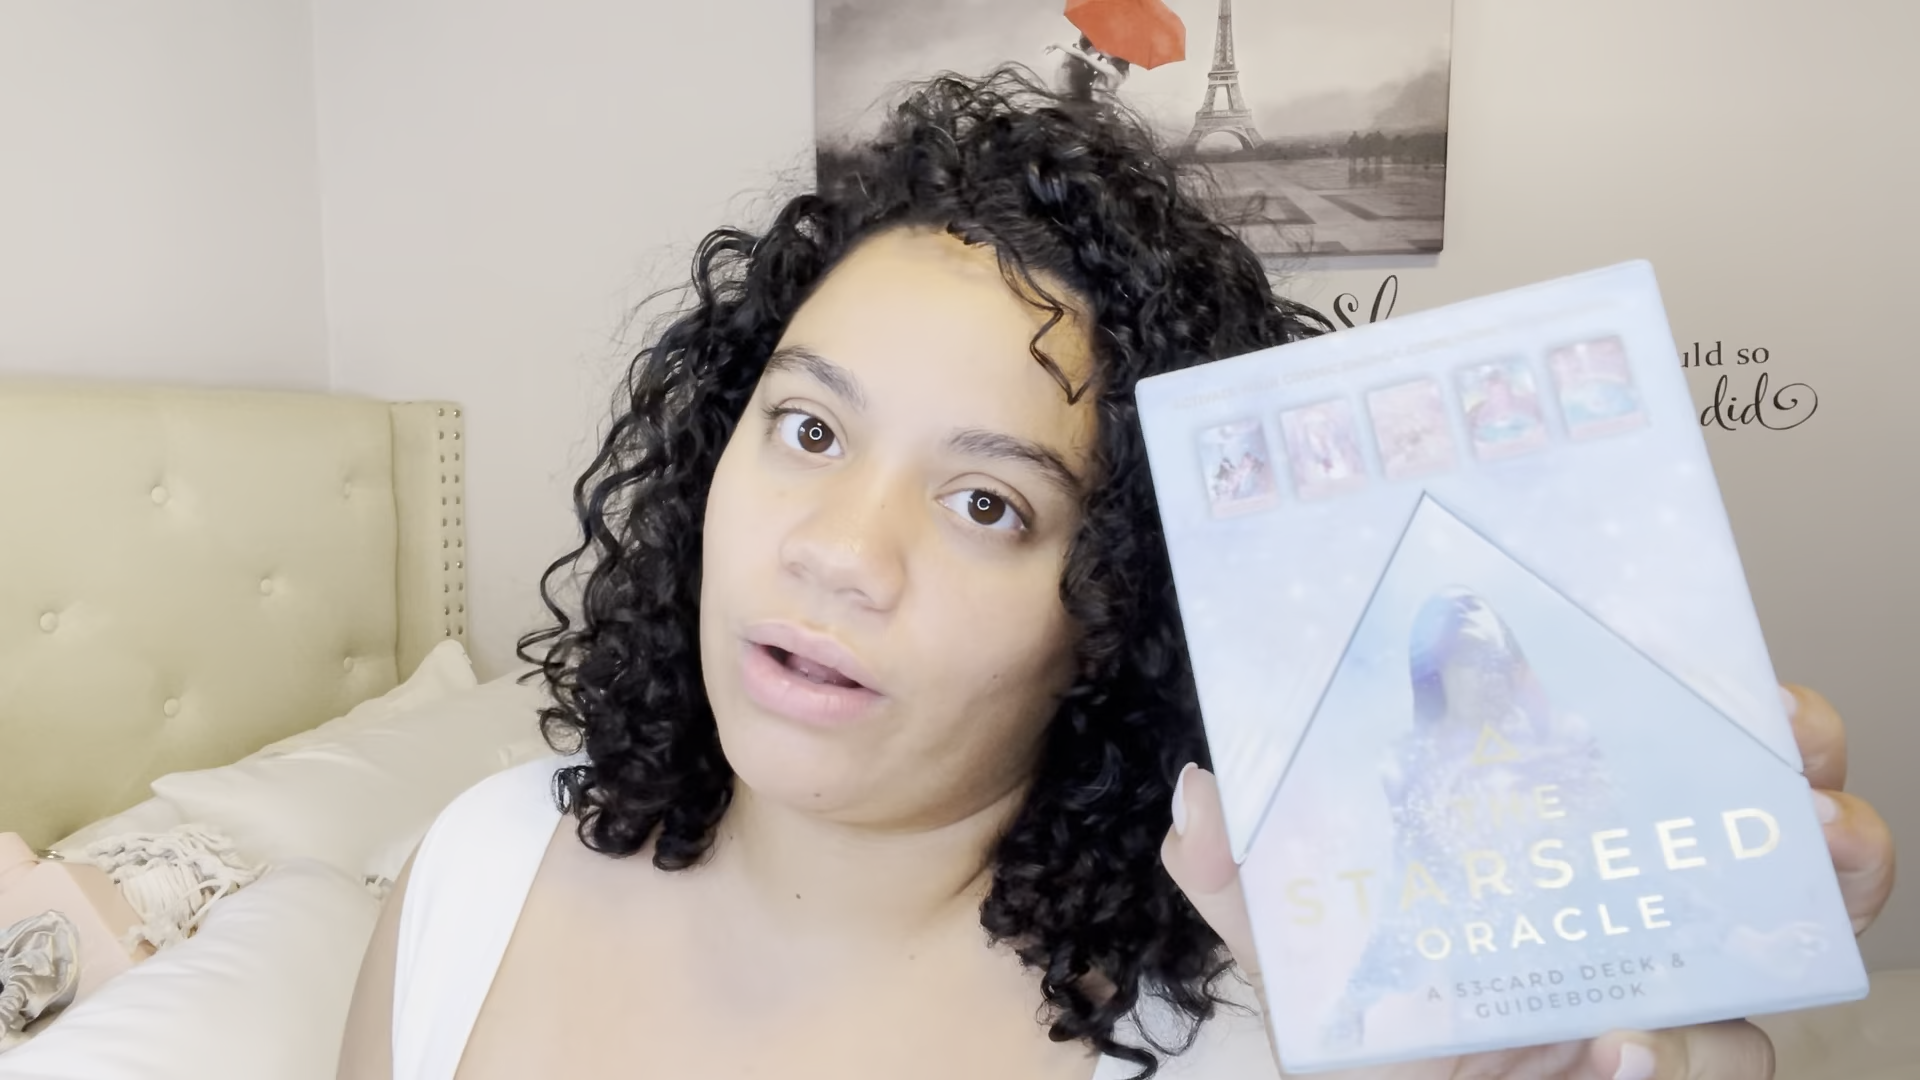 uld so
did
THE
STARSEED
ORACLE
A 53-CARD DECK &
GUIDEBOOK